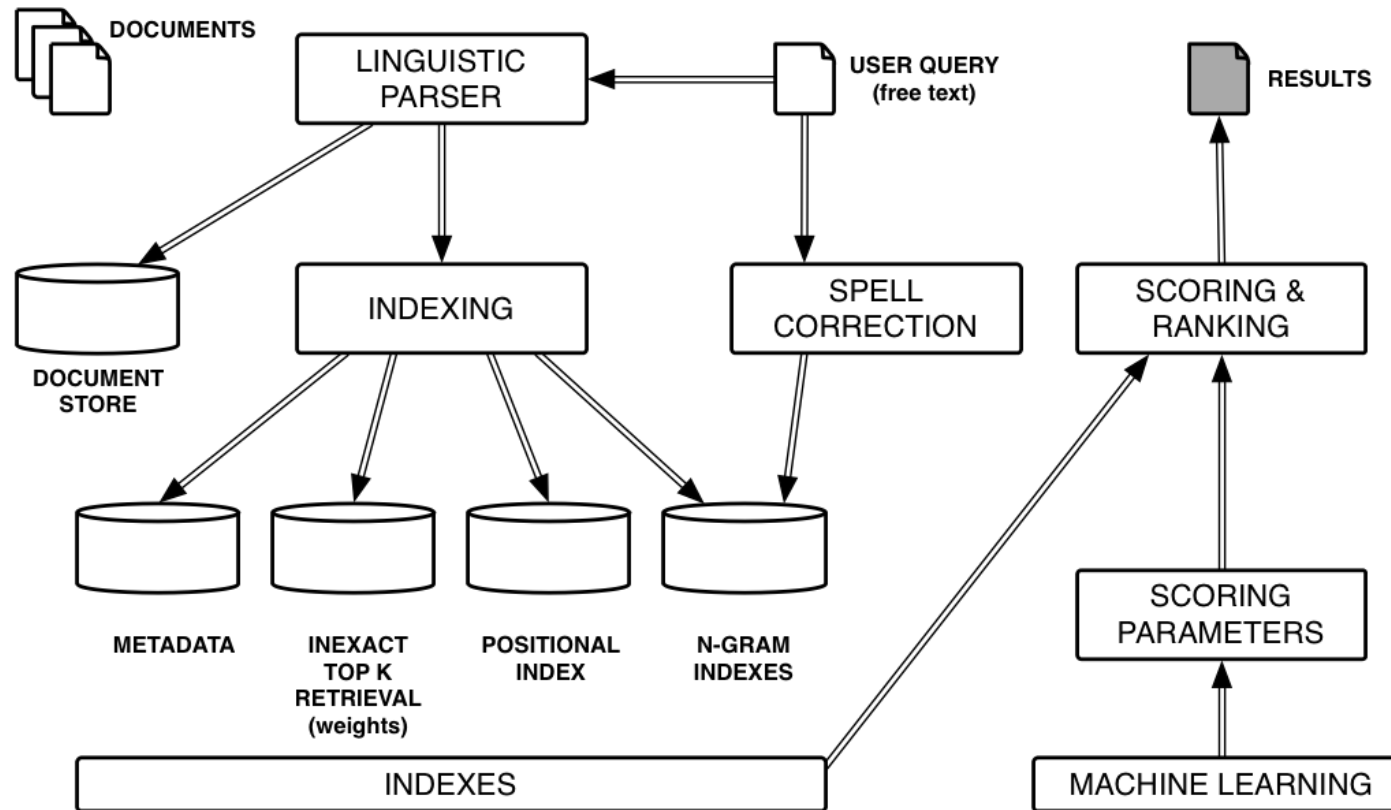 DOCUMENTS
LINGUISTIC
PARSER
USER QUERY
(free text)
RESULTS
DOCUMENT
STORE
INDEXING
SPELL
CORRECTION
SCORING &
RANKING
METADATA
INEXACT
TOP K
RETRIEVAL
(weights)
POSITIONAL
INDEX
N-GRAM
INDEXES
SCORING
PARAMETERS
INDEXES
MACHINE LEARNING